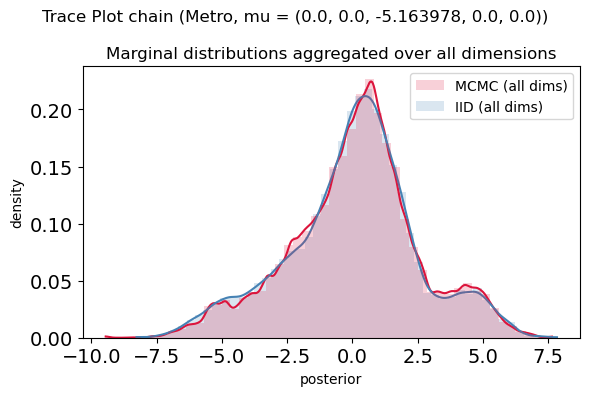 Trace Plot chain (Metro, mu = (0.0, 0.0, -5.163978, 0.0, 0.0))
Marginal distributions aggregated over all dimensions
MCMC (all dims)
IID (all dims)
density
0.20
0.15
0.10
0.05
0.00
−10.0 −7.5 −5.0 −2.5 0.0 2.5 5.0 7.5
posterior